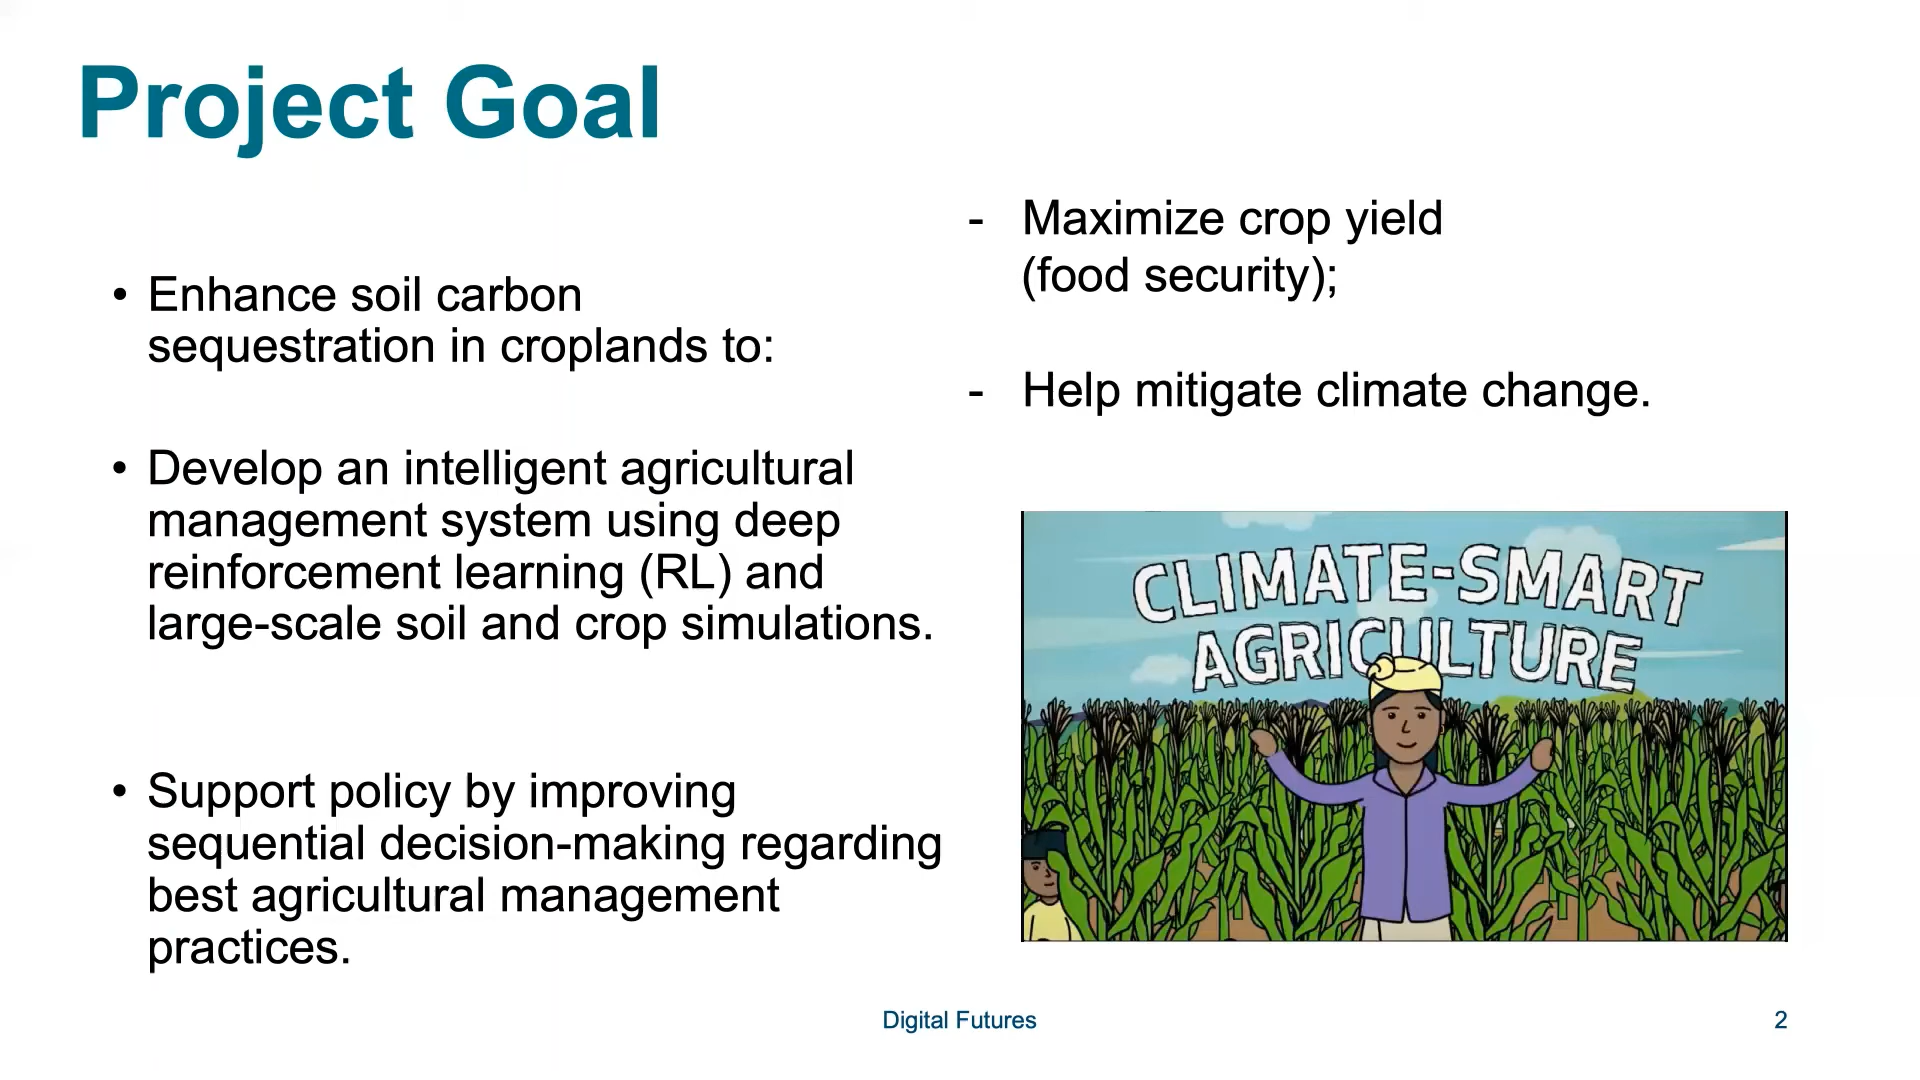 Project Goal
• Enhance soil carbon
sequestration in croplands to:
- Maximize crop yield
(food security);
- Help mitigate climate change.
• Develop an intelligent agricultural
management system using deep
reinforcement learning (RL) and
large-scale soil and crop simulations.
• Support policy by improving
sequential decision-making regarding
best agricultural management
practices.
CLIMATE-SMART
AGRICULTURE
Digital Futures
2